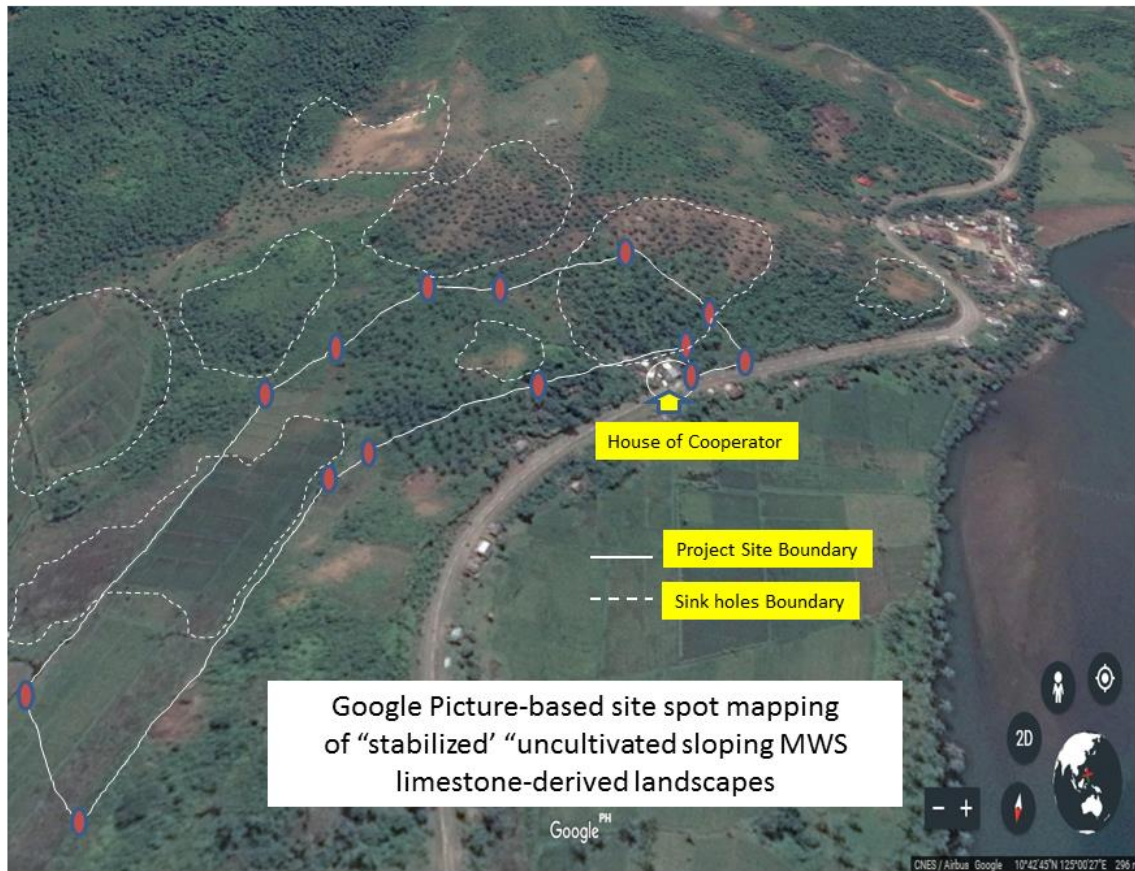 House of Cooperator
Project Site Boundary
Sink holes Boundary
Google Picture-based site spot mapping
of “stabilized’ “uncultivated sloping MWS
limestone-derived landscapes
2D
Google PH
CNES / Airbus Google 10°42'45"N 125°00'27"E 296 m